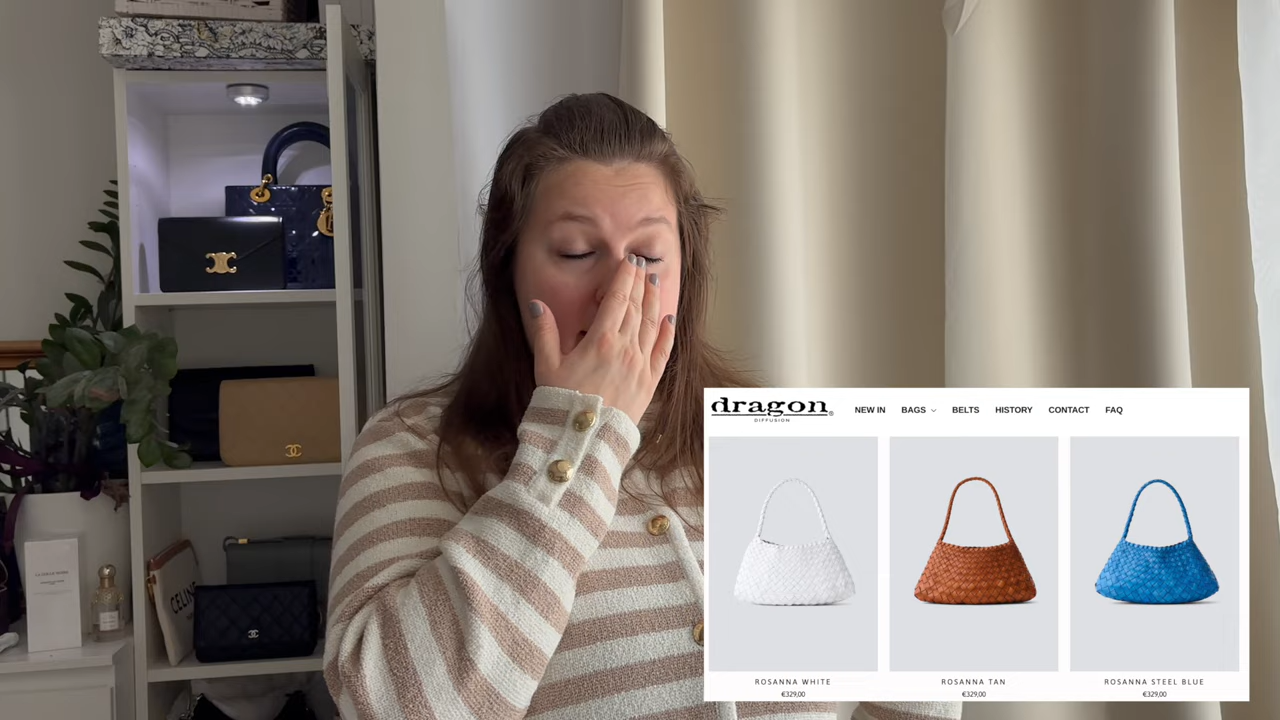 CELIN
dragon®
DIFFUSION
NEW IN BAGS BELTS HISTORY CONTACT FAQ
ROSANNA WHITE
€329,00
ROSANNA TAN
€329,00
ROSANNA STEEL BLUE
€329,00